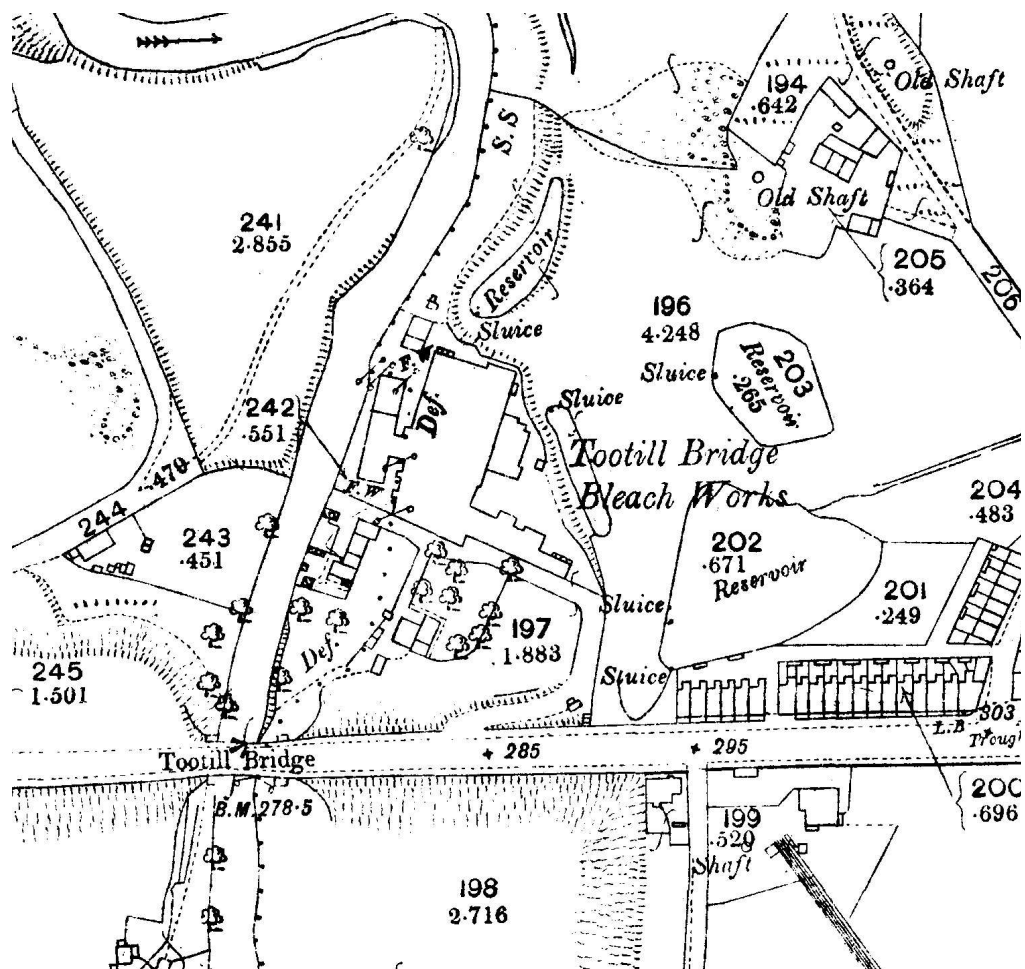 Old Shaft
194
.642
S. S
Old Shaft
241
2.855
205
.364
206
Reservoir
Sluice
196
4.248
Reservoir
203
.265
Sluice
Sluice
Def.
242
.551
F. W
Tootill Bridge
Bleach Works
.479
244
243
.451
204
.483
202
.671
Reservoir
201
.249
Sluice
197
1.883
Def.
Sluice
245
1.501
303
L.B
Trough
285
295
Tootill Bridge
B.M. 278.5
200
.696
199
.520
Shaft
198
2.716